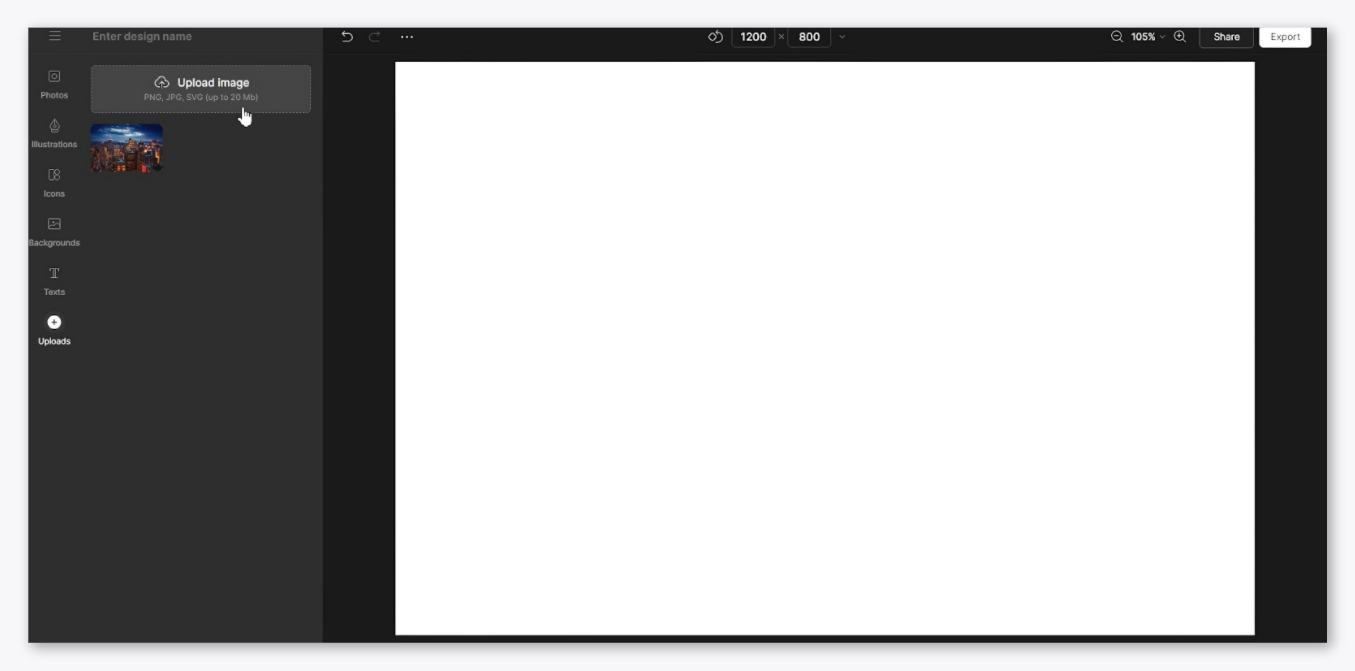 Enter design name
1200 × 800
105%
Share
Export
Photos
Upload image
PNG, JPG, SVG (up to 20 Mb)
Illustrations
Icons
Backgrounds
Texts
Uploads